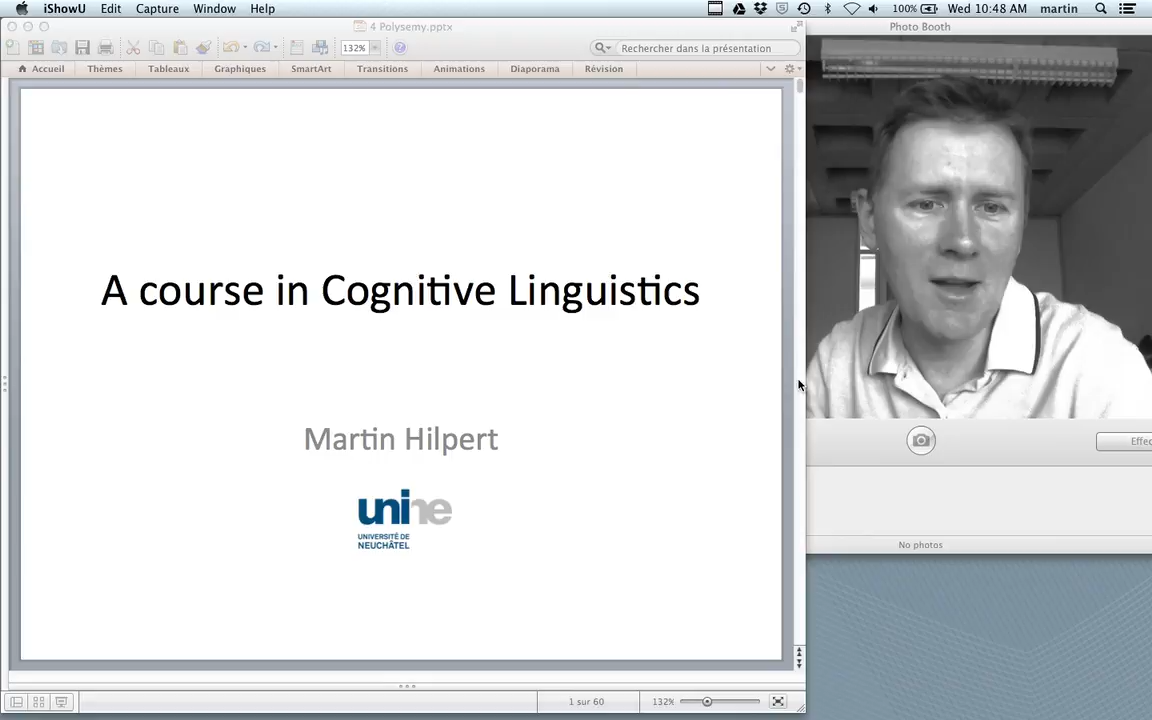 iShowU Edit Capture Window Help 100% Wed 10:48 AM martin
4 Polysemy.pptx
Photo Booth
132%
Rechercher dans la présentation
Accueil Thèmes Tableaux Graphiques SmartArt Transitions Animations Diaporama Révision
A course in Cognitive Linguistics
Martin Hilpert
unine
UNIVERSITÉ DE
NEUCHÂTEL
Effec
No photos
1 sur 60 132%